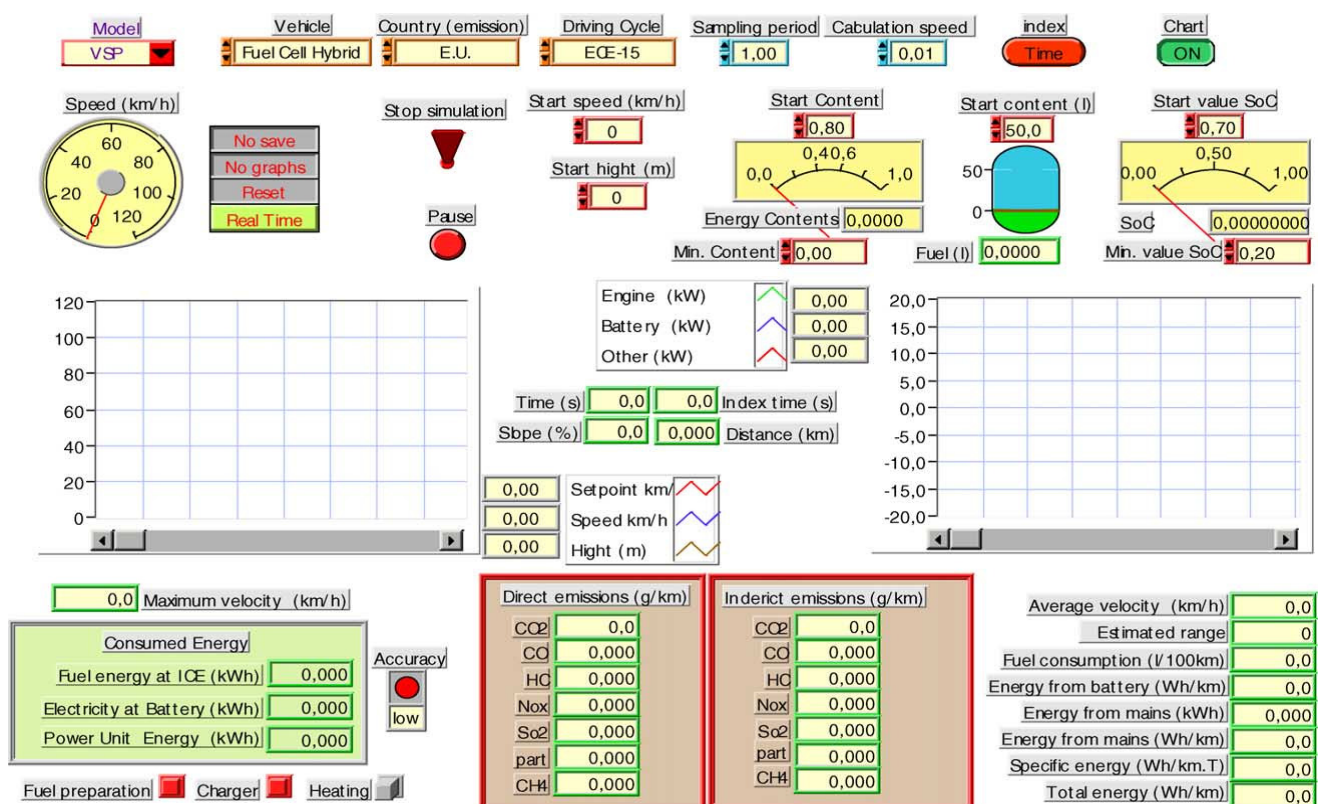 Model Vehicle Country (emission) Driving Cycle Sampling period Calculation speed index Chart
VSP Fuel Cell Hybrid E.U. ECE-15 1,00 0,01 Time ON
Speed (km/h)
0 20 40 60 80 100 120
No save
No graphs
Reset
Real Time
Stop simulation
Pause
Start speed (km/h)
0
Start hight (m)
0
Start Content
0,80
0,0 0,4 0,6 1,0
Energy Contents 0,0000
Min. Content 0,00
Start content (l)
50,0
50
0
Fuel (l) 0,0000
Start value SoC
0,70
0,00 0,50 1,00
SoC 0,00000000
Min. value SoC 0,20
120
100
80
60
40
20
0
Engine (kW) 0,00
Battery (kW) 0,00
Other (kW) 0,00
Time (s) 0,0 0,0 Index time (s)
Slope (%) 0,0 0,000 Distance (km)
0,00 Setpoint km/
0,00 Speed km/h
0,00 Hight (m)
20,0
15,0
10,0
5,0
0,0
-5,0
-10,0
-15,0
-20,0
0,0 Maximum velocity (km/h)
Consumed Energy
Fuel energy at ICE (kWh) 0,000
Electricity at Battery (kWh) 0,000
Power Unit Energy (kWh) 0,000
Accuracy
low
Fuel preparation Charger Heating
Direct emissions (g/km)
CO2 0,0
CO 0,000
HC 0,000
Nox 0,000
So2 0,000
part 0,000
CH4 0,000
Inderict emissions (g/km)
CO2 0,0
CO 0,000
HC 0,000
Nox 0,000
So2 0,000
part 0,000
CH4 0,000
Average velocity (km/h) 0,0
Estimated range 0
Fuel consumption (l/100km) 0,0
Energy from battery (Wh/km) 0,0
Energy from mains (kWh) 0,000
Energy from mains (Wh/km) 0,0
Specific energy (Wh/km.T) 0,0
Total energy (Wh/km) 0,0